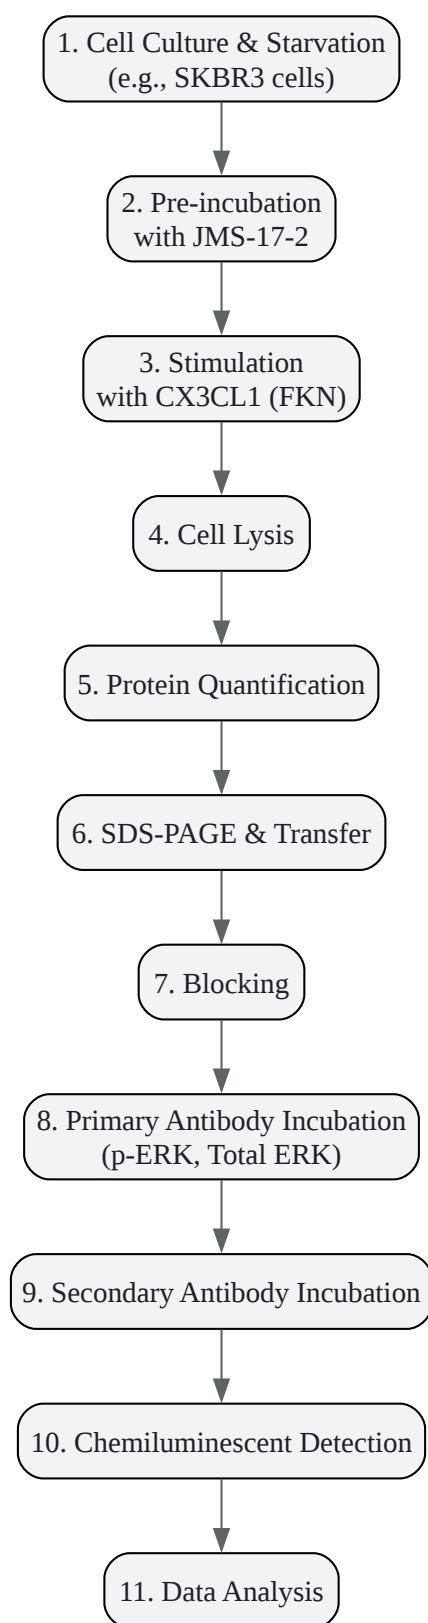 1. Cell Culture & Starvation
(e.g., SKBR3 cells)
2. Pre-incubation
with JMS-17-2
3. Stimulation
with CX3CL1 (FKN)
4. Cell Lysis
5. Protein Quantification
6. SDS-PAGE & Transfer
7. Blocking
8. Primary Antibody Incubation
(p-ERK, Total ERK)
9. Secondary Antibody Incubation
10. Chemiluminescent Detection
11. Data Analysis